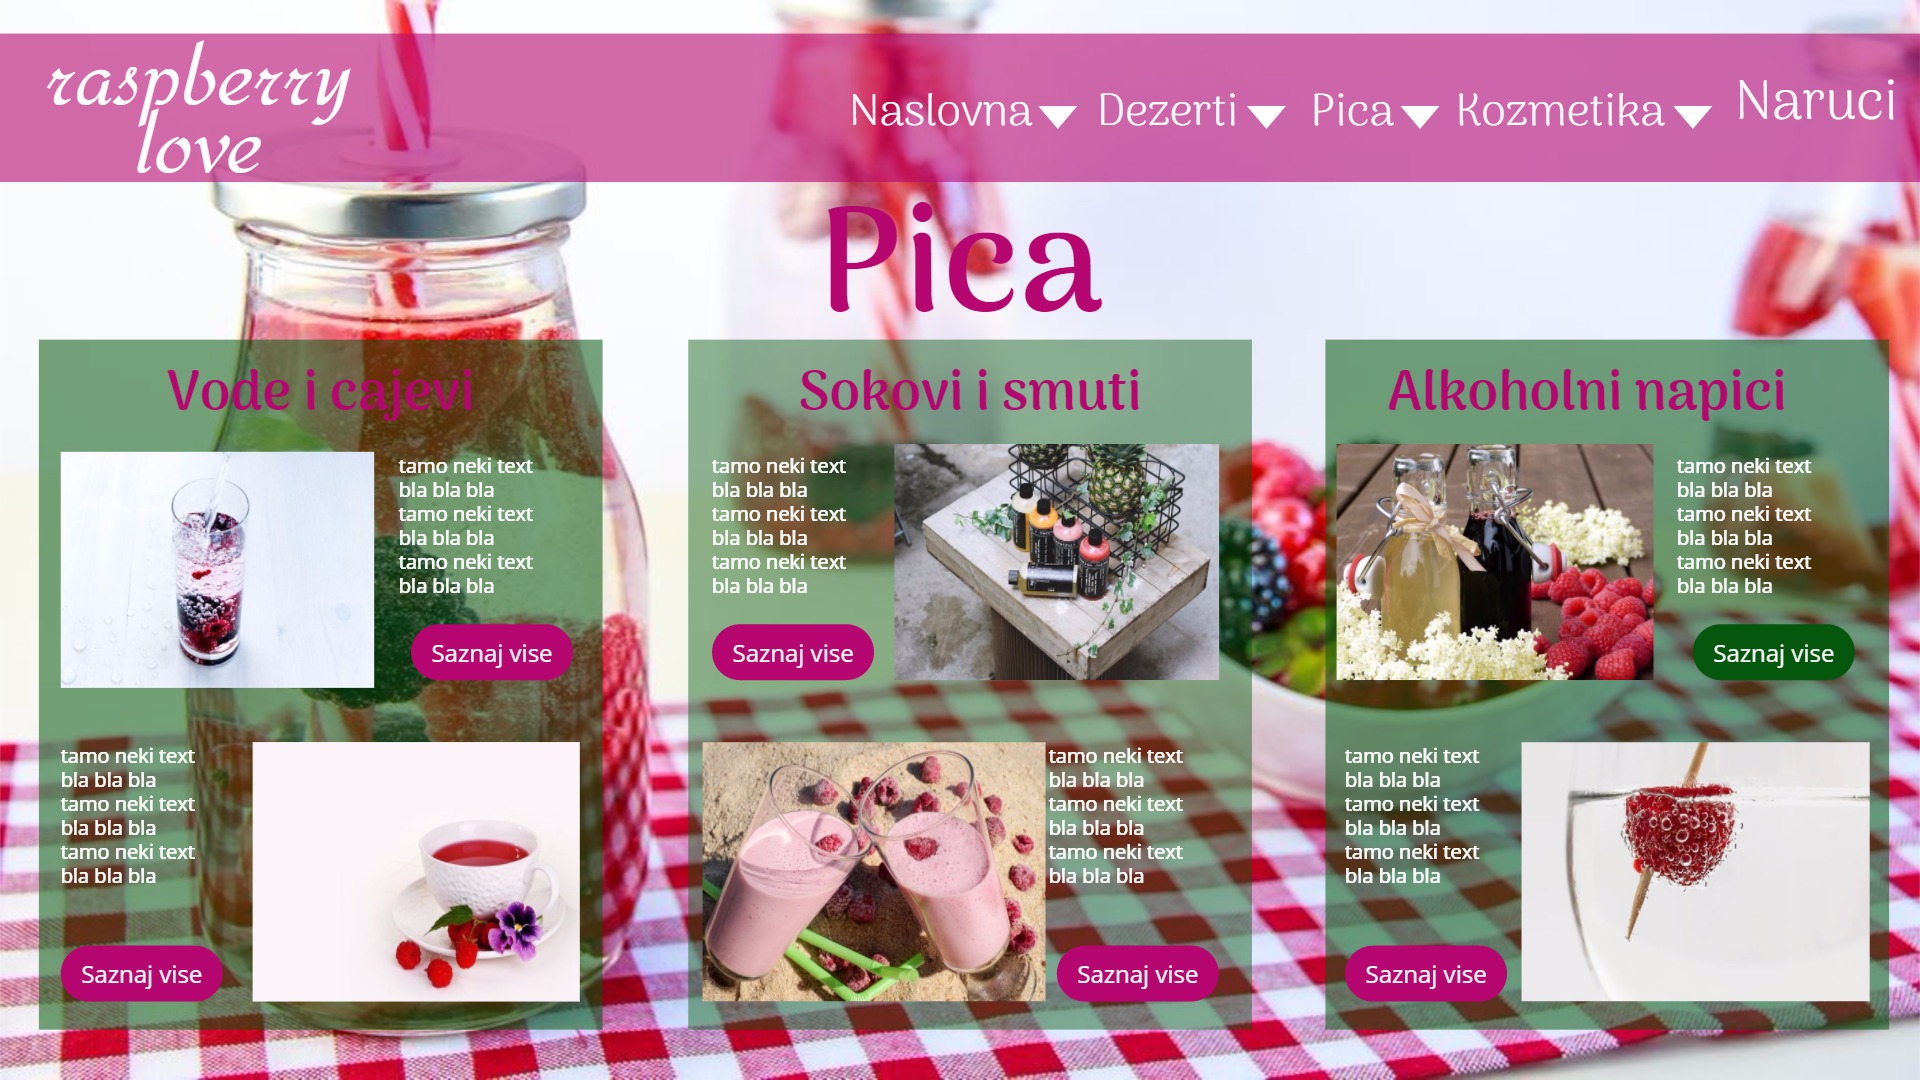 raspberry
love
Naslovna Dezerti Pica Kozmetika Naruci
Pica
Vode i cajevi
tamo neki text
bla bla bla
tamo neki text
bla bla bla
tamo neki text
bla bla bla
Saznaj vise
tamo neki text
bla bla bla
tamo neki text
bla bla bla
tamo neki text
bla bla bla
Saznaj vise
Sokovi i smuti
tamo neki text
bla bla bla
tamo neki text
bla bla bla
tamo neki text
bla bla bla
Saznaj vise
tamo neki text
bla bla bla
tamo neki text
bla bla bla
tamo neki text
bla bla bla
Saznaj vise
Alkoholni napici
tamo neki text
bla bla bla
tamo neki text
bla bla bla
tamo neki text
bla bla bla
Saznaj vise
tamo neki text
bla bla bla
tamo neki text
bla bla bla
tamo neki text
bla bla bla
Saznaj vise